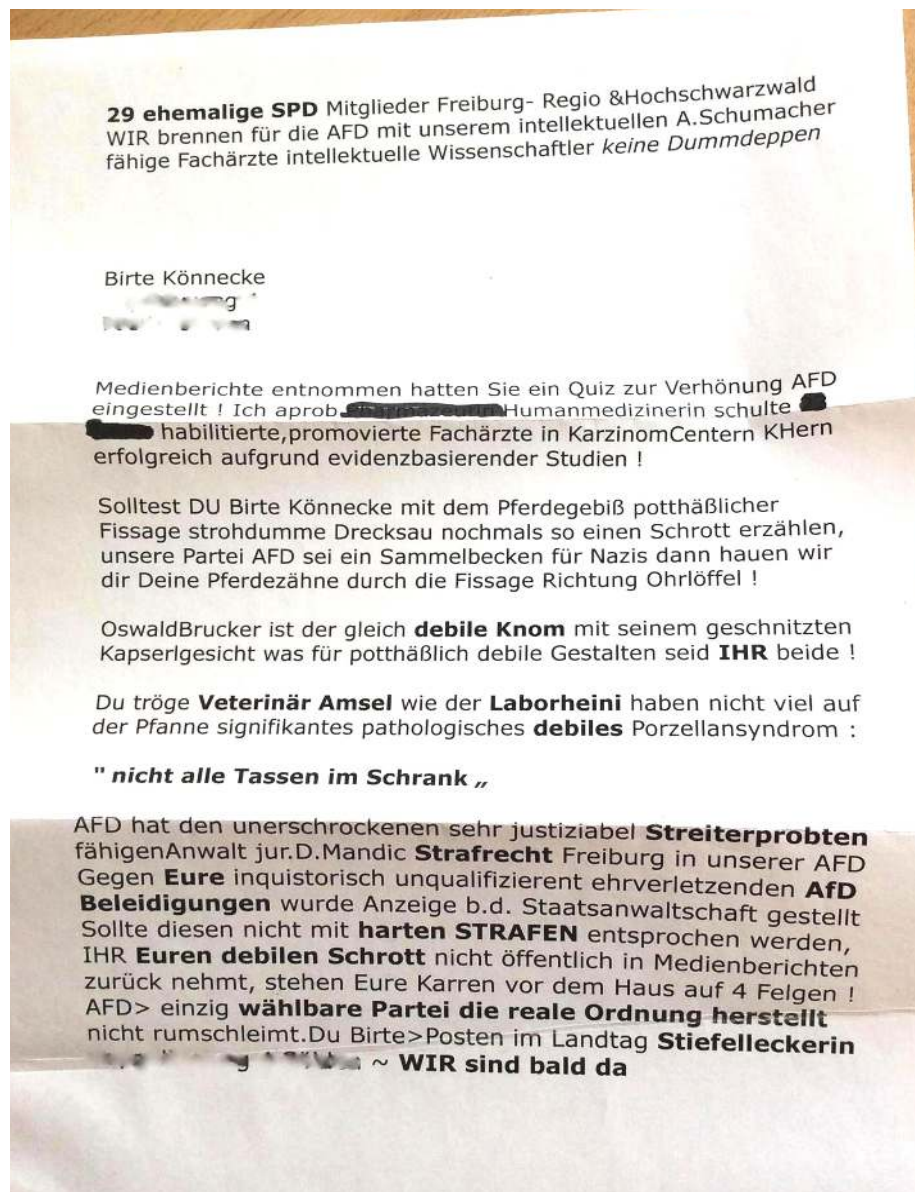 29 ehemalige SPD Mitglieder Freiburg- Regio &Hochschwarzwald
WIR brennen für die AFD mit unserem intellektuellen A.Schumacher
fähige Fachärzte intellektuelle Wissenschaftler keine Dummdeppen
Birte Könnecke
Medienberichte entnommen hatten Sie ein Quiz zur Verhönung AFD
eingestellt ! Ich aprob. Humanmedizinerin schulte
habilitierte,promovierte Fachärzte in KarzinomCentern KHern
erfolgreich aufgrund evidenzbasierender Studien !
Solltest DU Birte Könnecke mit dem Pferdegebiß potthäßlicher
Fissage strohdumme Drecksau nochmals so einen Schrott erzählen,
unsere Partei AFD sei ein Sammelbecken für Nazis dann hauen wir
dir Deine Pferdezähne durch die Fissage Richtung Ohrlöffel !
OswaldBrucker ist der gleich debile Knom mit seinem geschnitzten
Kapserlgesicht was für potthäßlich debile Gestalten seid IHR beide !
Du tröge Veterinär Amsel wie der Laborheini haben nicht viel auf
der Pfanne signifikantes pathologisches debiles Porzellansyndrom :
" nicht alle Tassen im Schrank „
AFD hat den unerschrockenen sehr justiziabel Streiterprobten
fähigenAnwalt jur.D.Mandic Strafrecht Freiburg in unserer AFD
Gegen Eure inquistorisch unqualifizierent ehrverletzenden AfD
Beleidigungen wurde Anzeige b.d. Staatsanwaltschaft gestellt
Sollte diesen nicht mit harten STRAFEN entsprochen werden,
IHR Euren debilen Schrott nicht öffentlich in Medienberichten
zurück nehmt, stehen Eure Karren vor dem Haus auf 4 Felgen !
AFD> einzig wählbare Partei die reale Ordnung herstellt
nicht rumschleimt.Du Birte>Posten im Landtag Stiefelleckerin
~ WIR sind bald da